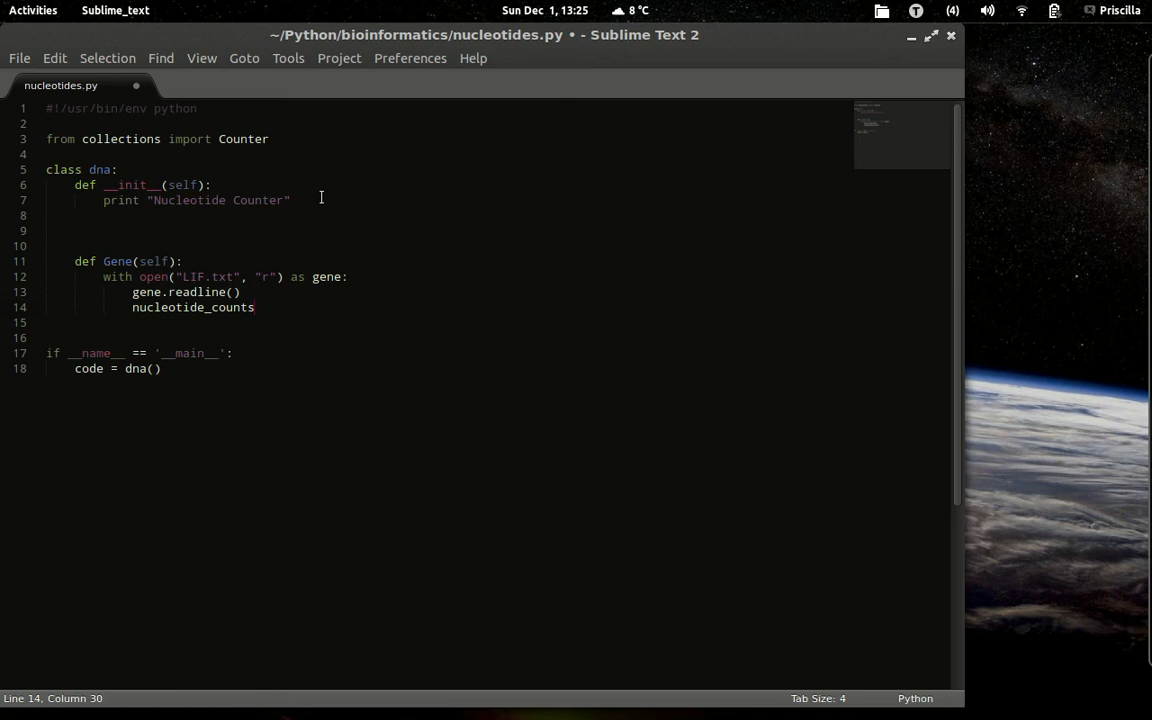 Activities Sublime_text Sun Dec 1, 13:25 8 °C (4) Priscilla
~/Python/bioinformatics/nucleotides.py • - Sublime Text 2
File Edit Selection Find View Goto Tools Project Preferences Help
nucleotides.py
1 #!/usr/bin/env python
2
3 from collections import Counter
4
5 class dna:
6 def __init__(self):
7 print "Nucleotide Counter"
8
9
10
11 def Gene(self):
12 with open("LIF.txt", "r") as gene:
13 gene.readline()
14 nucleotide_counts
15
16
17 if __name__ == '__main__':
18 code = dna()
Line 14, Column 30 Tab Size: 4 Python